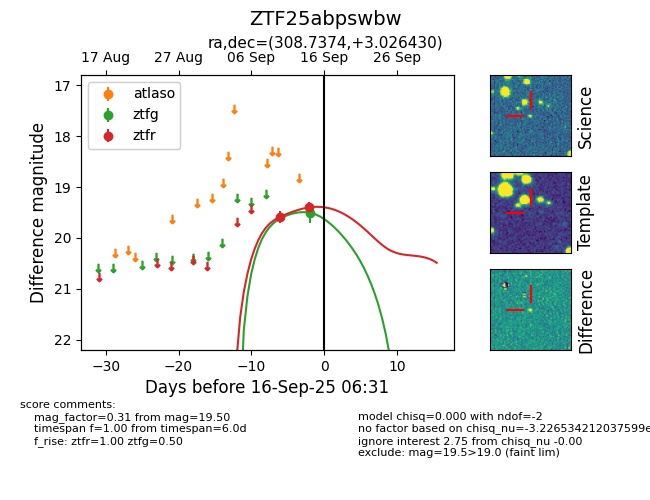 ZTF25abpswbw
ra,dec=(308.7374,+3.026430)
17 Aug 27 Aug 06 Sep 16 Sep 26 Sep
atlaso
ztfg
ztfr
17
18
19
20
21
22
Difference magnitude
−30 −20 −10 0 10
Days before 16-Sep-25 06:31
Science
Template
Difference
score comments:
mag_factor=0.31 from mag=19.50
timespan f=1.00 from timespan=6.0d
f_rise: ztfr=1.00 ztfg=0.50
model chisq=0.000 with ndof=-2
no factor based on chisq_nu=-3.226534212037599e
ignore interest 2.75 from chisq_nu -0.00
exclude: mag=19.5>19.0 (faint lim)